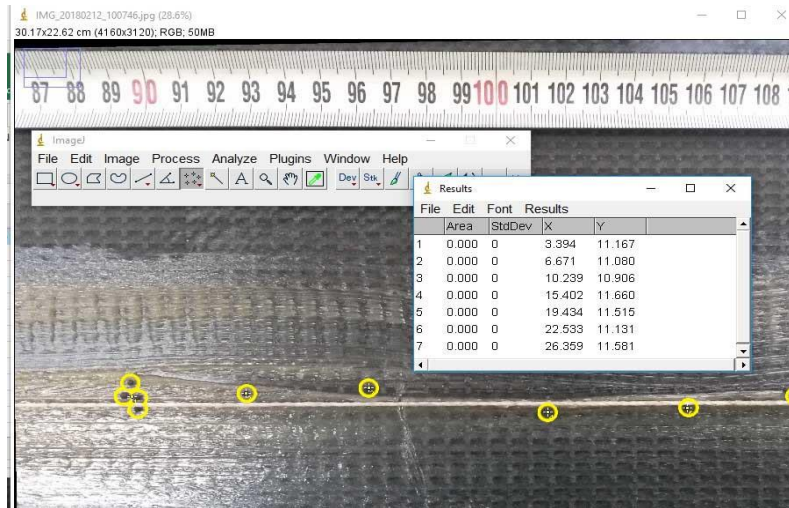 IMG_20180212_100746.jpg (28.6%)
30.17x22.62 cm (4160x3120); RGB; 50MB
87 88 89 90 91 92 93 94 95 96 97 98 99 100 101 102 103 104 105 106 107 108
ImageJ
File Edit Image Process Analyze Plugins Window Help
A Dev Stk
Results
File Edit Font Results
Area StdDev X Y
1 0.000 0 3.394 11.167
2 0.000 0 6.671 11.080
3 0.000 0 10.239 10.906
4 0.000 0 15.402 11.660
5 0.000 0 19.434 11.515
6 0.000 0 22.533 11.131
7 0.000 0 26.359 11.581